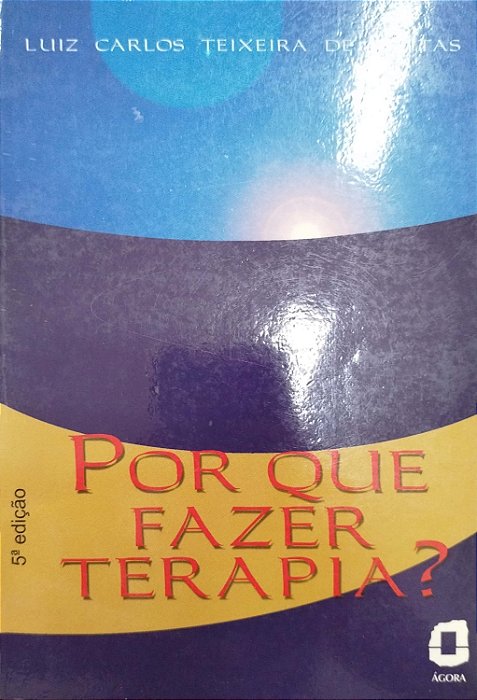 LUIZ CARLOS TEIXEIRA DE
POR QUE
FAZER
TERAPIA?
5ª edição
ÁGORA